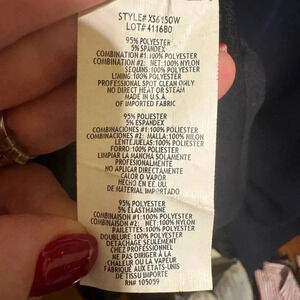 STYLE# XS6150W
LOT# 411680
95% POLYESTER
5% SPANDEX
COMBINATION #1: 100% POLYESTER
COMBINATION #2: NET: NYLON
SEQUINS: 100% POLYESTER
LINING: 100% POLYESTER
PROFESSIONAL SPOT CLEAN ONLY
NO DIRECT HEAT OR STEAM
MADE IN U.S.A.
OF IMPORTED FABRIC
95% POLIESTER
5% ESPANDEX
COMBINACIONES #1: 100% POLIESTER
COMBINACIONES #2: MALLA: 100% NILON
LENTEJUELAS: 100% POLIESTER
FORRO: 100% POLIESTER
LIMPIAR LA MANCHA SOLAMENTE
PROFESIONALMENTE
NO APLICAR DIRECTAMENTE
CALOR O VAPOR
HECHO EN EE. UU.
DE MATERIAL IMPORTADO
95% POLYESTER
5% ELASTHANNE
COMBINAISON #1: 100% POLYESTER
COMBINAISON #2: NET: 100% NYLON
PAILETTES: 100% POLYESTER
DOUBLURE 100% POLYESTER
DETACHAGE SEULEMENT
CHEZ PROFESSIONNEL
NE PAS DIRIGER A LA
CHALEUR OU LA VAPEUR
FABRIQUÉ AUX ETATS-UNIS
DE TISSU IMPORTE
RN# 105059